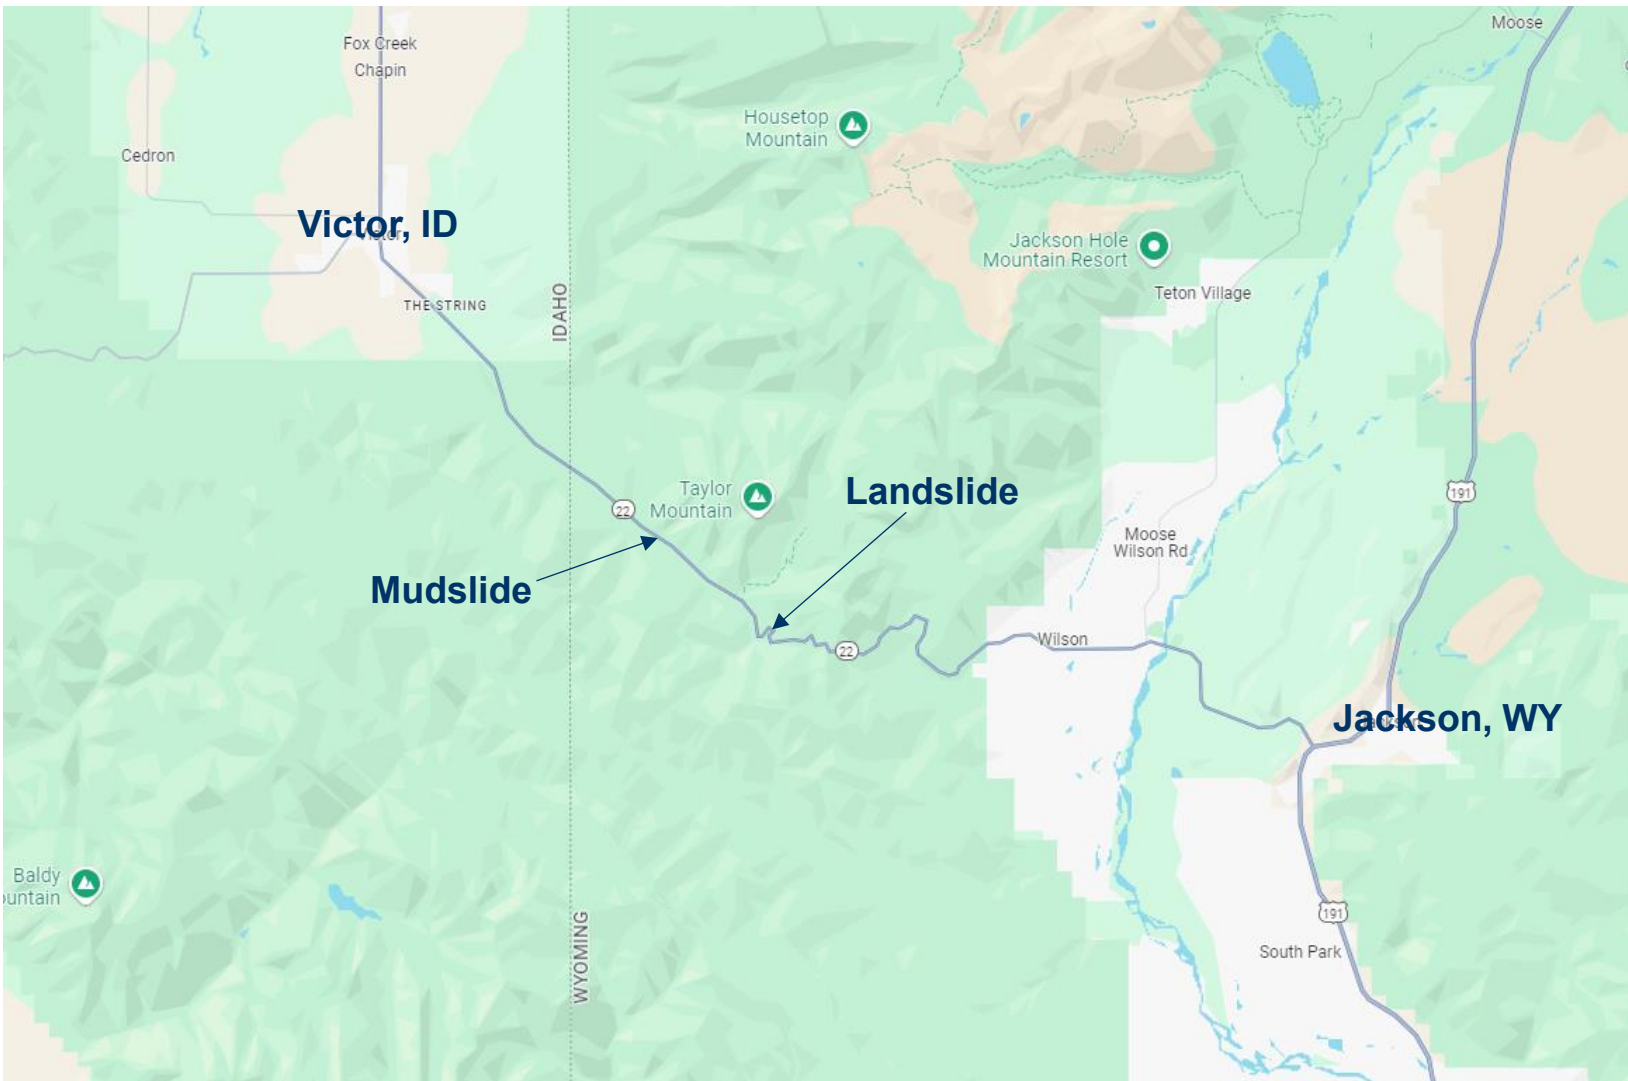 Moose
Fox Creek
Chapin
Housetop
Mountain
Cedron
Victor, ID
Jackson Hole
Mountain Resort
Teton Village
THE STRING
IDAHO
Taylor
Mountain
Landslide
191
22
Moose
Wilson Rd
Mudslide
Wilson
22
Jackson, WY
Baldy
ountain
191
WYOMING
South Park